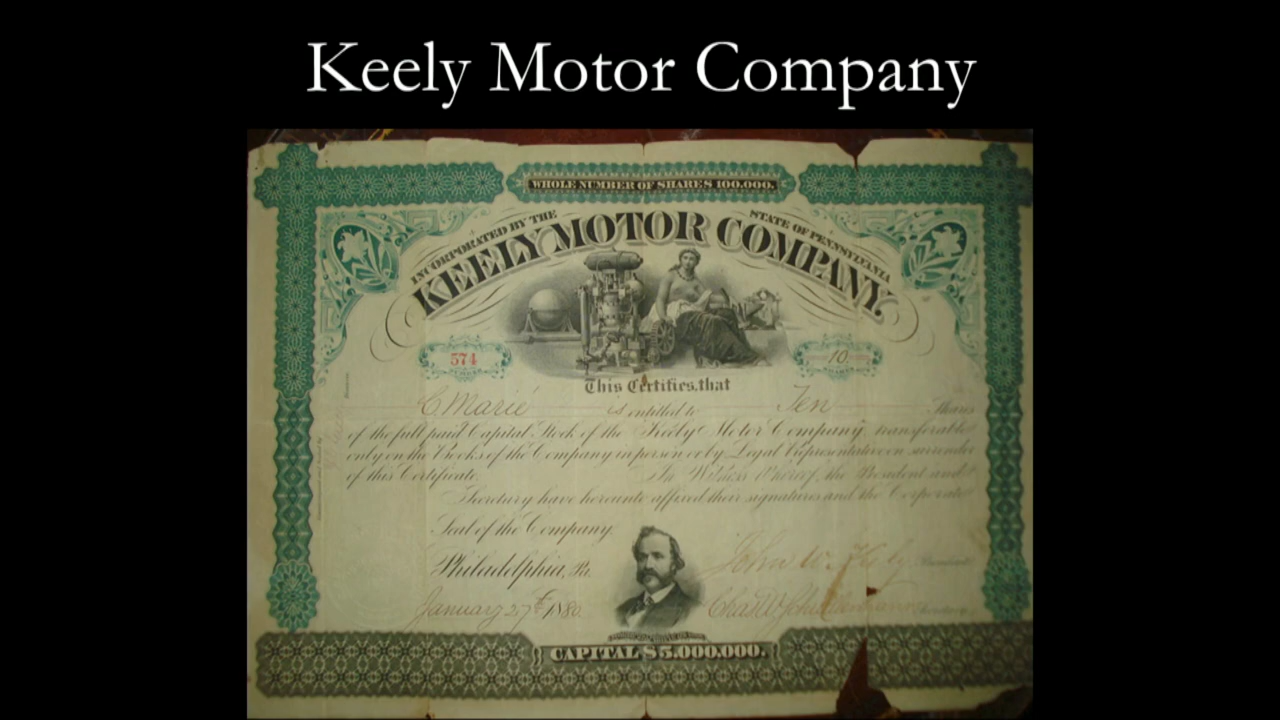 Keely Motor Company
WHOLE NUMBER OF SHARES 100,000.
INCORPORATED BY THE STATE OF PENNSYLVANIA
KEELY MOTOR COMPANY.
574 10
This Certifies, that
C Marie is entitled to Ten Shares
of the full paid Capital Stock of the Keely Motor Company, transferable
only on the Books of the Company in person or by Legal Representative on surrender
of this Certificate. In Witness Whereof, the President and
Secretary have hereunto affixed their signatures and the Corporate
Seal of the Company.
Philadelphia, Pa. John W. Keely President
January 27th 1880 Secretary
CAPITAL $5,000,000.